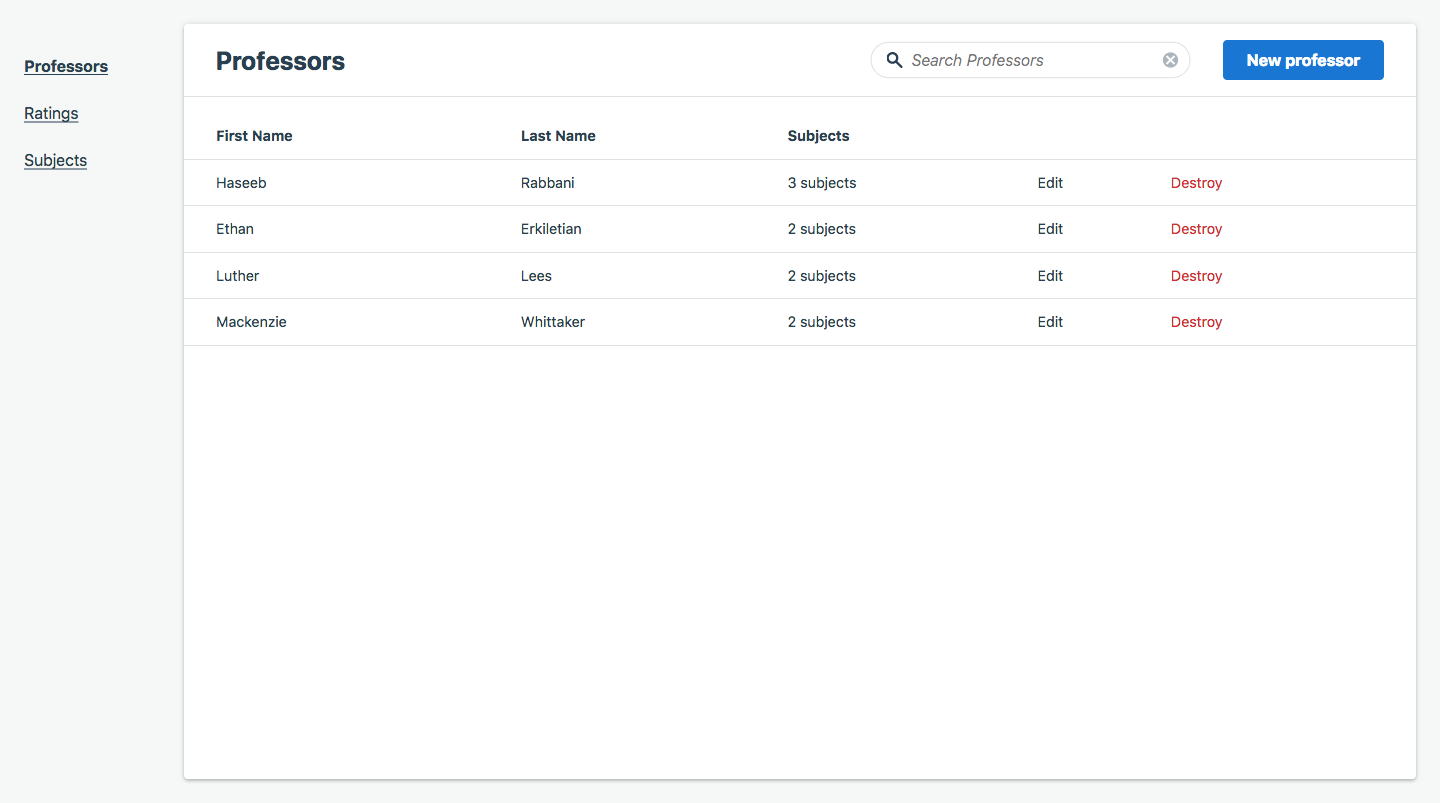 Professors
Ratings
Subjects
Professors
Search Professors
New professor
First Name Last Name Subjects
Haseeb Rabbani 3 subjects Edit Destroy
Ethan Erkiletian 2 subjects Edit Destroy
Luther Lees 2 subjects Edit Destroy
Mackenzie Whittaker 2 subjects Edit Destroy